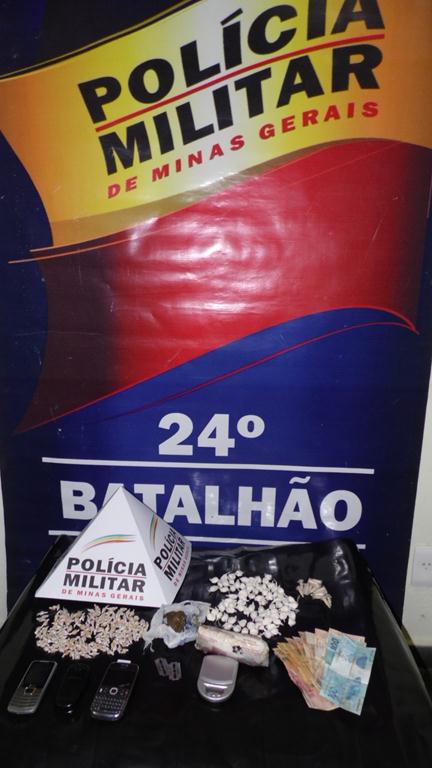 POLÍCIA
MILITAR
DE MINAS GERAIS
24º
BATALHÃO
POLÍCIA
MILITAR
DE MINAS GERAIS
POLÍCIA
MILITAR